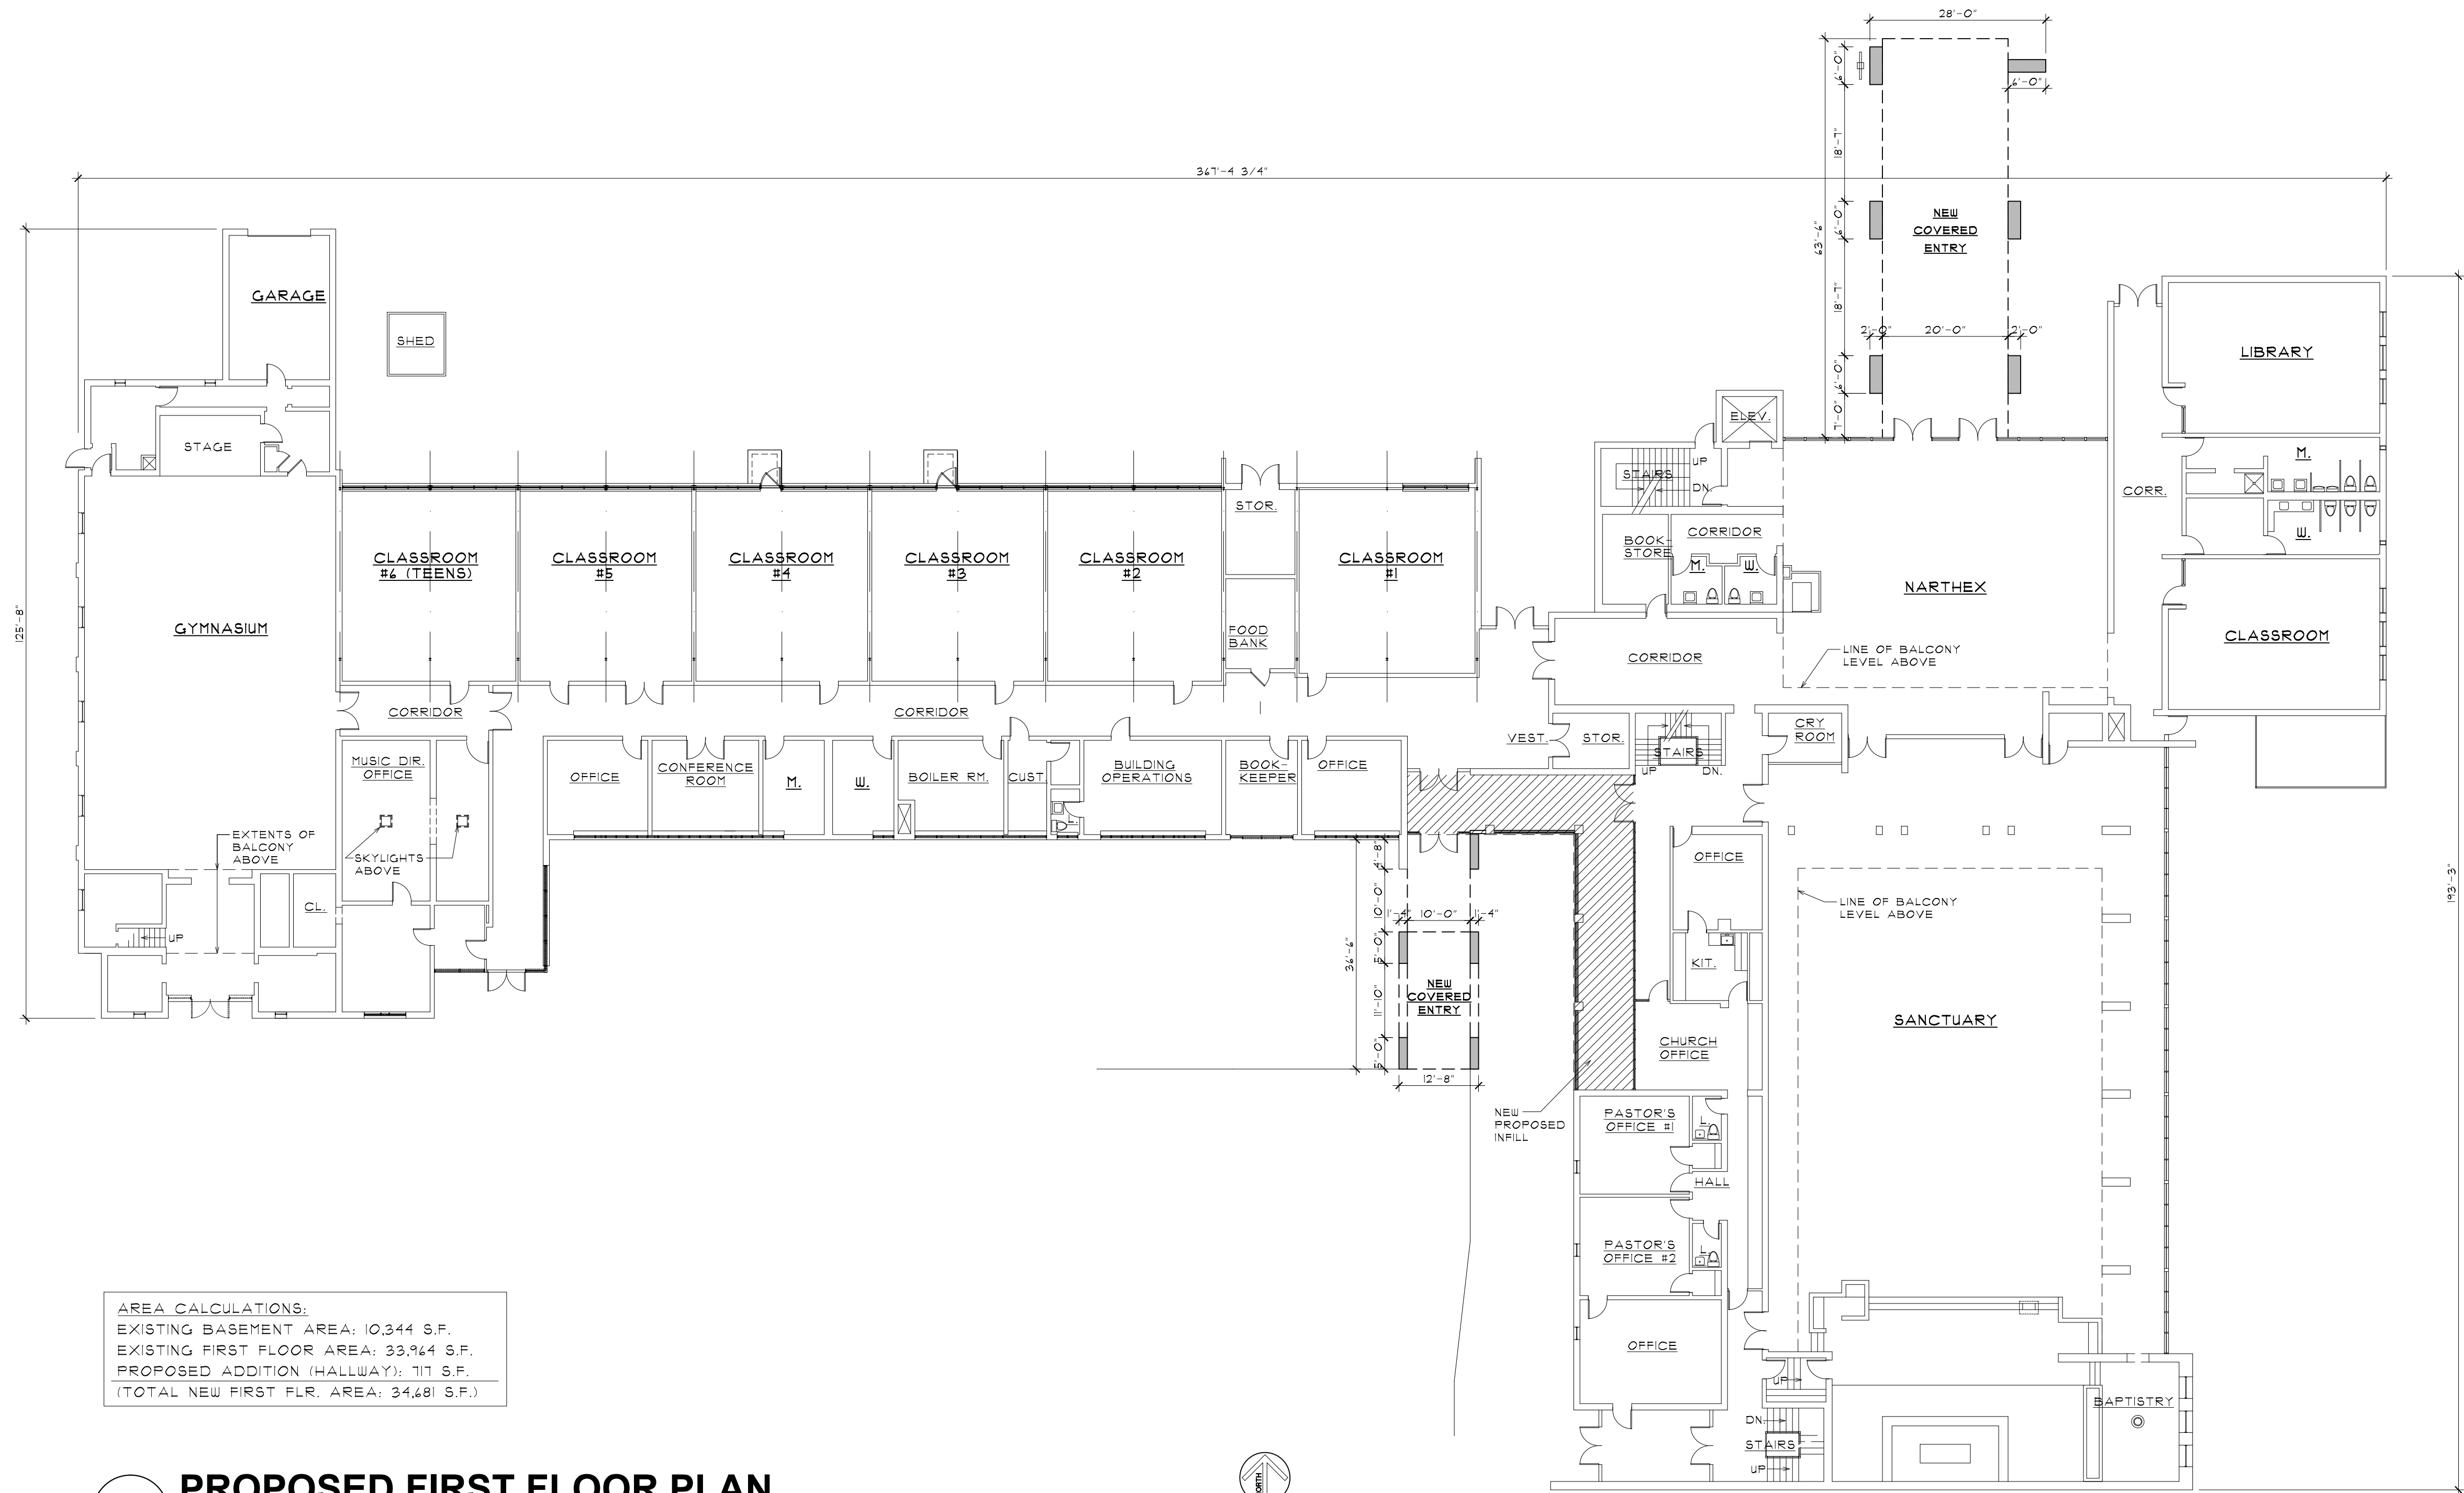 28'-0"
6'-0"
6'-0"
18'-7"
367'-4 3/4"
63'-6"
6'-0"
NEW
COVERED
ENTRY
18'-7"
2'-0"
20'-0"
2'-0"
6'-0"
7'-0"
GARAGE
SHED
LIBRARY
ELEV.
STAGE
STAIRS
UP
DN.
M.
CORR.
W.
STOR.
CORRIDOR
BOOK-
STORE
M.
W.
CLASSROOM
#6 (TEENS)
CLASSROOM
#5
CLASSROOM
#4
CLASSROOM
#3
CLASSROOM
#2
CLASSROOM
#1
NARTHEX
125'-8"
GYMNASIUM
FOOD
BANK
CLASSROOM
CORRIDOR
LINE OF BALCONY
LEVEL ABOVE
CORRIDOR
CORRIDOR
CRY
ROOM
VEST.
STOR.
STAIRS
UP
DN.
MUSIC DIR.
OFFICE
OFFICE
CONFERENCE
ROOM
M.
W.
BOILER RM.
CUST.
L.
BUILDING
OPERATIONS
BOOK-
KEEPER
OFFICE
EXTENTS OF
BALCONY
ABOVE
SKYLIGHTS
ABOVE
4'-8"
OFFICE
193'-3"
CL.
UP
10'-0"
1'-4"
10'-0"
1'-4"
LINE OF BALCONY
LEVEL ABOVE
36'-6"
5'-0"
KIT.
11'-10"
NEW
COVERED
ENTRY
SANCTUARY
5'-0"
CHURCH
OFFICE
12'-8"
NEW
PROPOSED
INFILL
PASTOR'S
OFFICE #1
L.
HALL
PASTOR'S
OFFICE #2
L.
AREA CALCULATIONS:
EXISTING BASEMENT AREA: 10,344 S.F.
EXISTING FIRST FLOOR AREA: 33,964 S.F.
PROPOSED ADDITION (HALLWAY): 717 S.F.
(TOTAL NEW FIRST FLR. AREA: 34,681 S.F.)
OFFICE
UP
BAPTISTRY
DN.
STAIRS
UP
PROPOSED FIRST FLOOR PLAN
NORTH